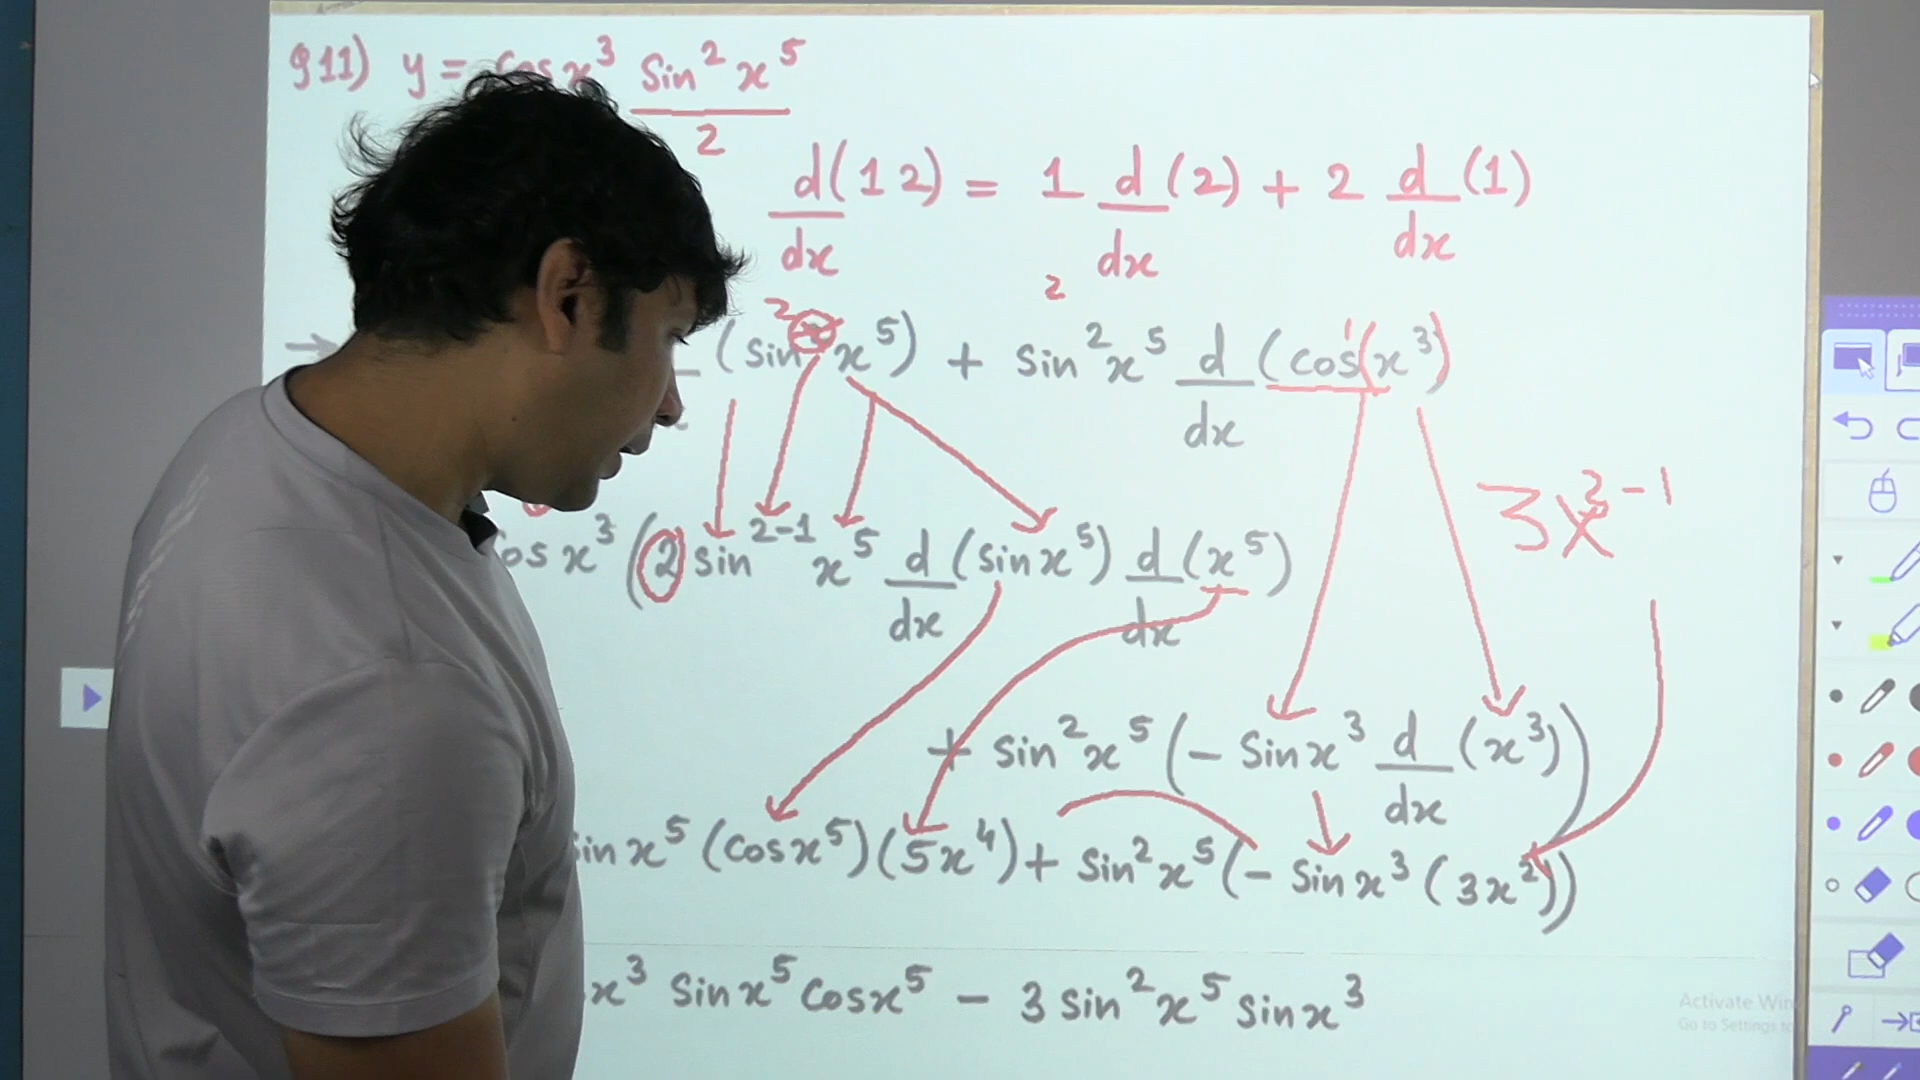 Q11) y = cos x³ sin² x⁵
2
d (1 2) = 1 d (2) + 2 d (1)
dx dx dx
2
→ (sin x⁵) + sin² x⁵ d (cos (x³)
2
dx
3x³⁻¹
cos x³ (2 sin²⁻¹ x⁵ d (sin x⁵) d (x⁵)
dx dx
+ sin² x⁵ (- sin x³ d (x³))
dx
sin x⁵ (cos x⁵) (5x⁴) + sin² x⁵ (- sin x³ (3x²))
x³ sin x⁵ cos x⁵ - 3 sin² x⁵ sin x³
Activate Win
Go to Settings to